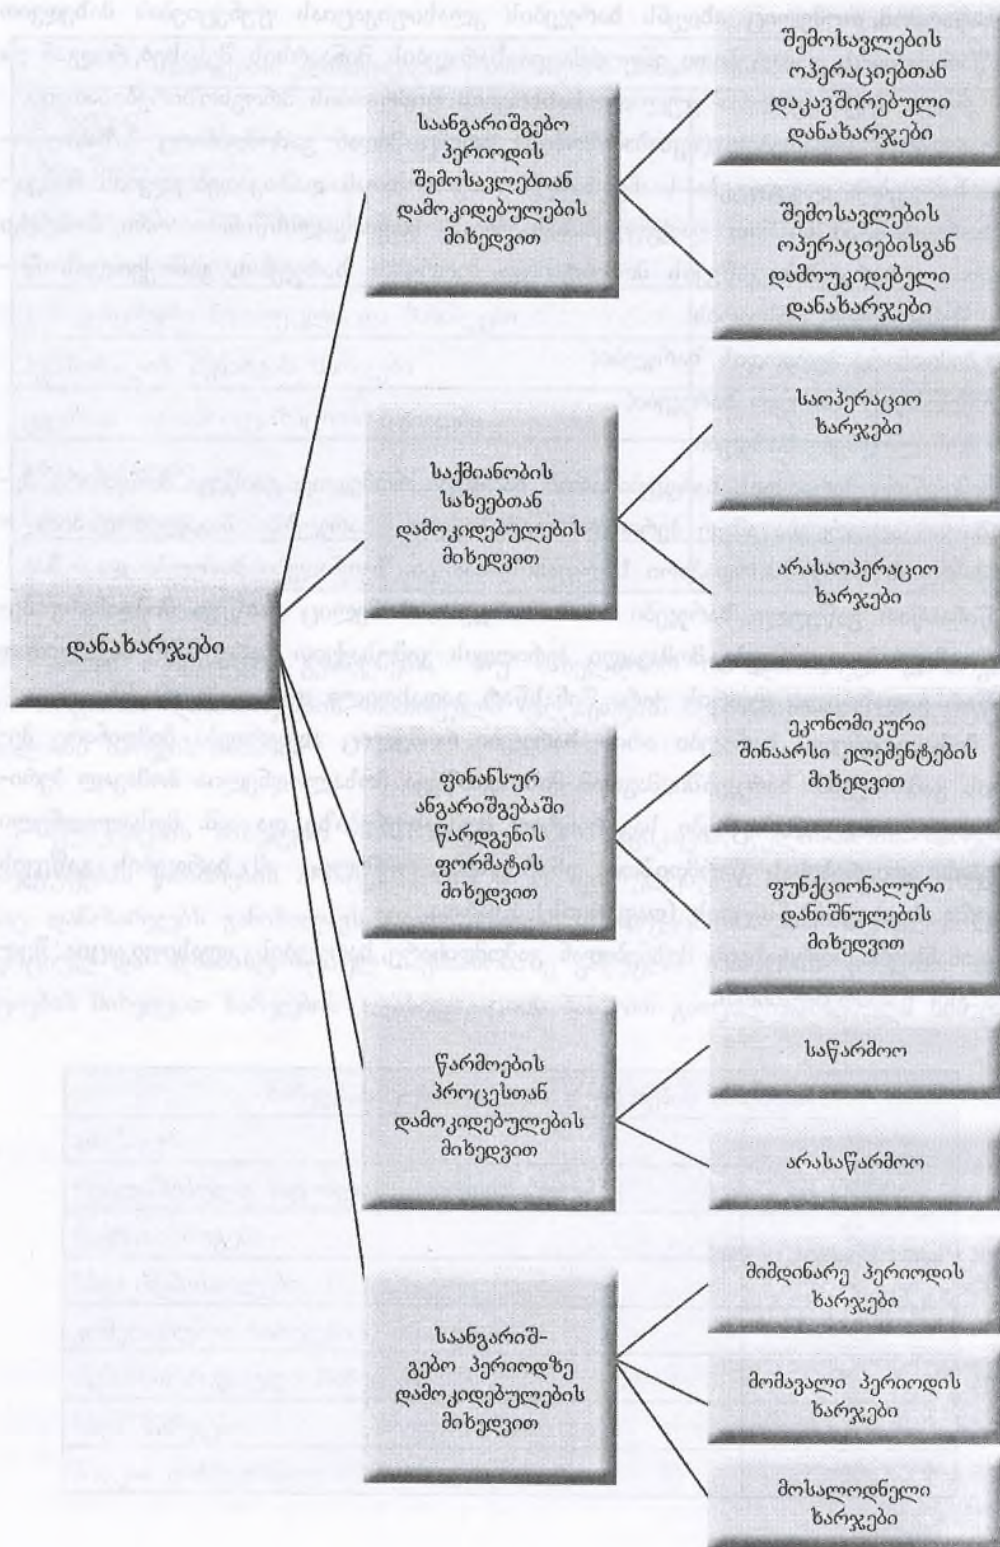 დანახარჯები
საანგარიშგებო
პერიოდის
შემოსავლებთან
დამოკიდებულების
მიხედვით
შემოსავლების
ოპერაციებთან
დაკავშირებული
დანახარჯები
შემოსავლების
ოპერაციებისგან
დამოუკიდებელი
დანახარჯები
საქმიანობის
სახეებთან
დამოკიდებულების
მიხედვით
საოპერაციო
ხარჯები
არასაოპერაციო
ხარჯები
ფინანსურ
ანგარიშგებაში
წარდგენის
ფორმატის
მიხედვით
ეკონომიკური
შინაარსი ელემენტების
მიხედვით
ფუნქციონალური
დანიშნულების
მიხედვით
წარმოების
პროცესთან
დამოკიდებულების
მიხედვით
საწარმოო
არასაწარმოო
საანგარიშ-
გებო პერიოდზე
დამოკიდებულების
მიხედვით
მიმდინარე პერიოდის
ხარჯები
მომავალი პერიოდის
ხარჯები
მოსალოდნელი
ხარჯები